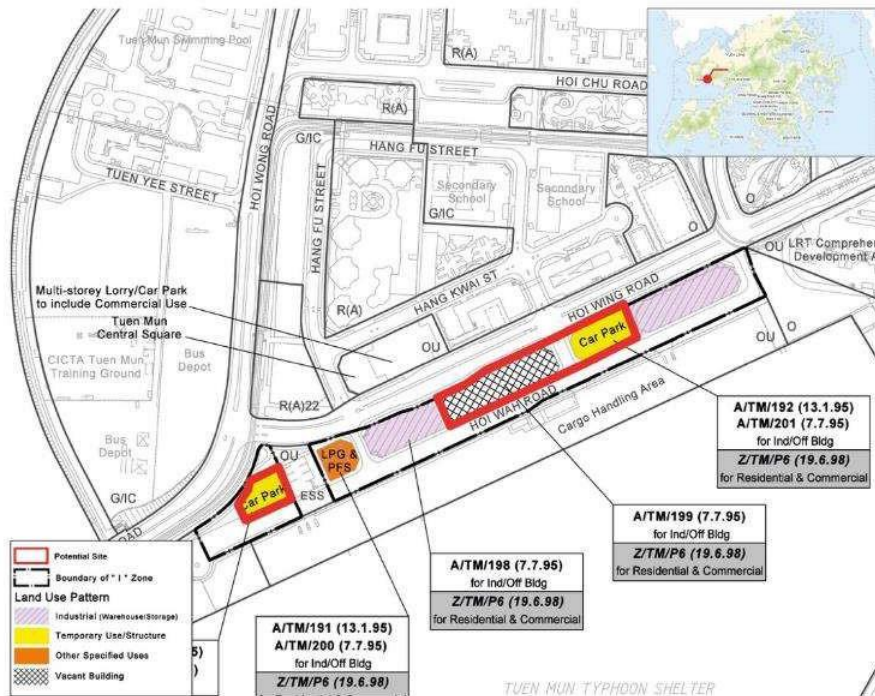 Tuen Mun Swimming Pool
R(A)
HOI CHU ROAD
R(A)
G/IC
HANG FU STREET
HOI WONG ROAD
TUEN YEE STREET
HANG FU STREET
Secondary
School
Secondary
School
G/IC
O
O
HOI WING ROAD
OU
LRT Comprehe
Development A
Multi-storey Lorry/Car Park
to include Commercial Use
HANG KWAI ST
R(A)
Tuen Mun
Central Square
HOI WING ROAD
OU
OU
O
Car Park
CICTA Tuen Mun
Training Ground
Bus
Depot
R(A)22
HOI WAH ROAD
Cargo Handling Area
A/TM/192 (13.1.95)
A/TM/201 (7.7.95)
for Ind/Off Bldg
Z/TM/P6 (19.6.98)
for Residential & Commercial
Bus
Depot
OU
LPG &
PFS
G/IC
Car Park
ESS
ROAD
A/TM/199 (7.7.95)
for Ind/Off Bldg
Z/TM/P6 (19.6.98)
for Residential & Commercial
A/TM/198 (7.7.95)
for Ind/Off Bldg
Z/TM/P6 (19.6.98)
for Residential & Commercial
Potential Site
Boundary of " I " Zone
Land Use Pattern
Industrial (Warehouse/Storage)
Temporary Use/Structure
Other Specified Uses
Vacant Building
5)
)
A/TM/191 (13.1.95)
A/TM/200 (7.7.95)
for Ind/Off Bldg
Z/TM/P6 (19.6.98)
TUEN MUN TYPHOON SHELTER